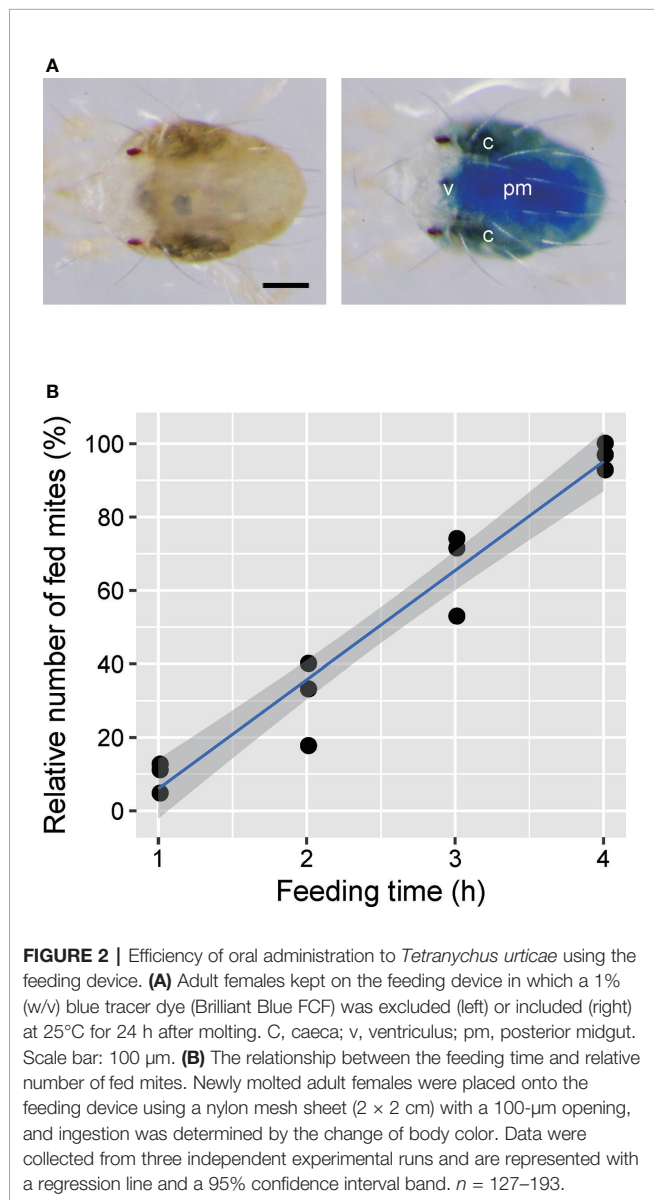 A
c
v
pm
c
B
Relative number of fed mites (%)
100
80
60
40
20
0
1 2 3 4
Feeding time (h)
FIGURE 2 | Efficiency of oral administration to Tetranychus urticae using the
feeding device. (A) Adult females kept on the feeding device in which a 1%
(w/v) blue tracer dye (Brilliant Blue FCF) was excluded (left) or included (right)
at 25°C for 24 h after molting. C, caeca; v, ventriculus; pm, posterior midgut.
Scale bar: 100 µm. (B) The relationship between the feeding time and relative
number of fed mites. Newly molted adult females were placed onto the
feeding device using a nylon mesh sheet (2 × 2 cm) with a 100-µm opening,
and ingestion was determined by the change of body color. Data were
collected from three independent experimental runs and are represented with
a regression line and a 95% confidence interval band. n = 127–193.